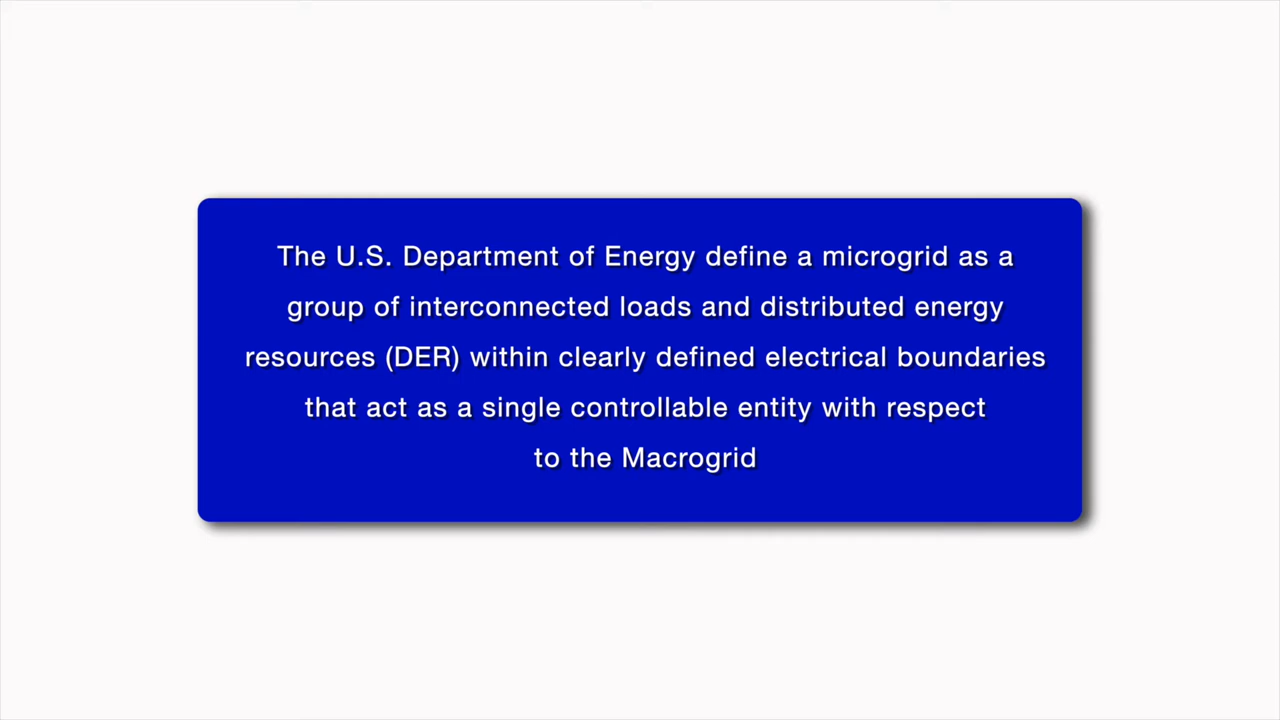 The U.S. Department of Energy define a microgrid as a
group of interconnected loads and distributed energy
resources (DER) within clearly defined electrical boundaries
that act as a single controllable entity with respect
to the Macrogrid